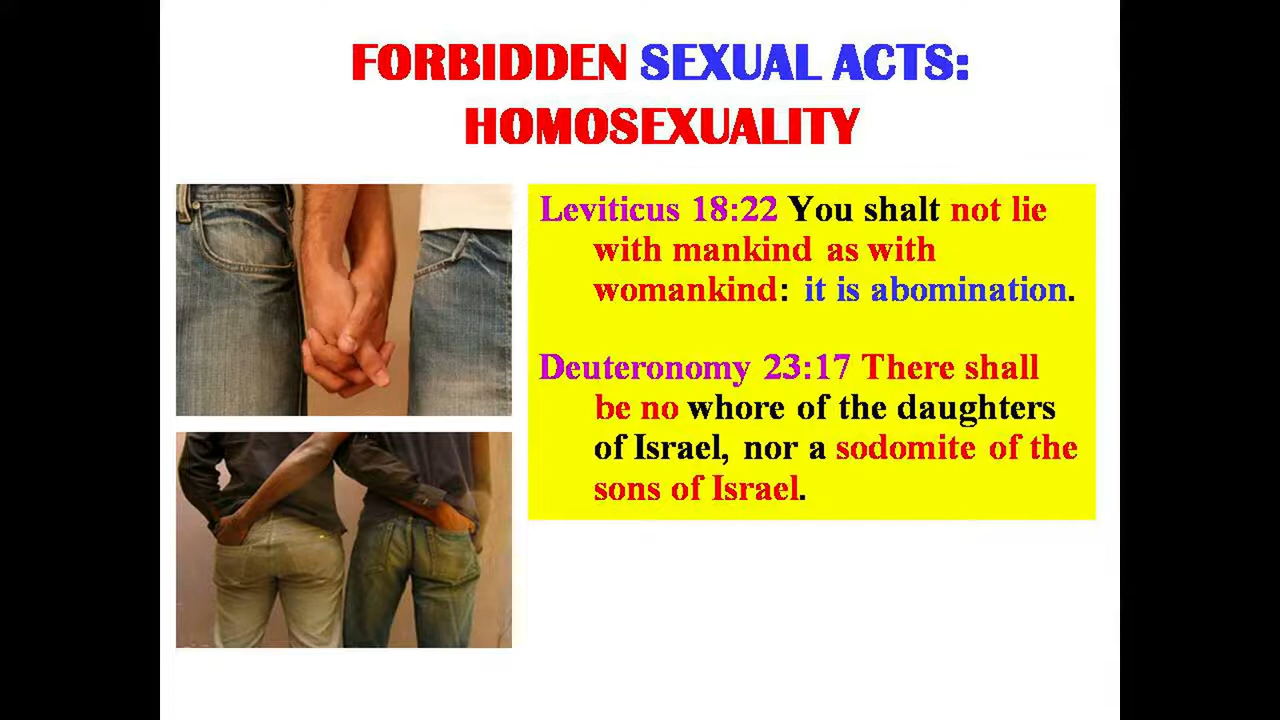 FORBIDDEN SEXUAL ACTS:
HOMOSEXUALITY
Leviticus 18:22 You shalt not lie
with mankind as with
womankind: it is abomination.
Deuteronomy 23:17 There shall
be no whore of the daughters
of Israel, nor a sodomite of the
sons of Israel.